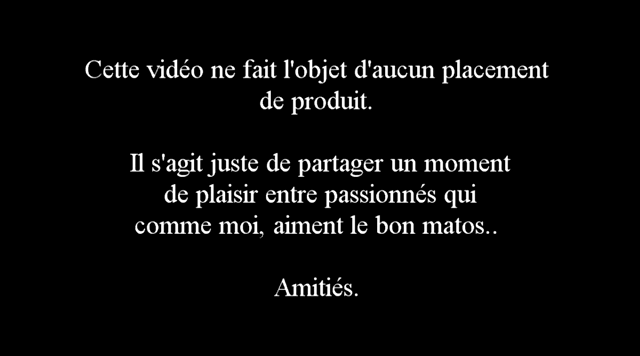 Cette vidéo ne fait l'objet d'aucun placement
de produit.
Il s'agit juste de partager un moment
de plaisir entre passionnés qui
comme moi, aiment le bon matos..
Amitiés.